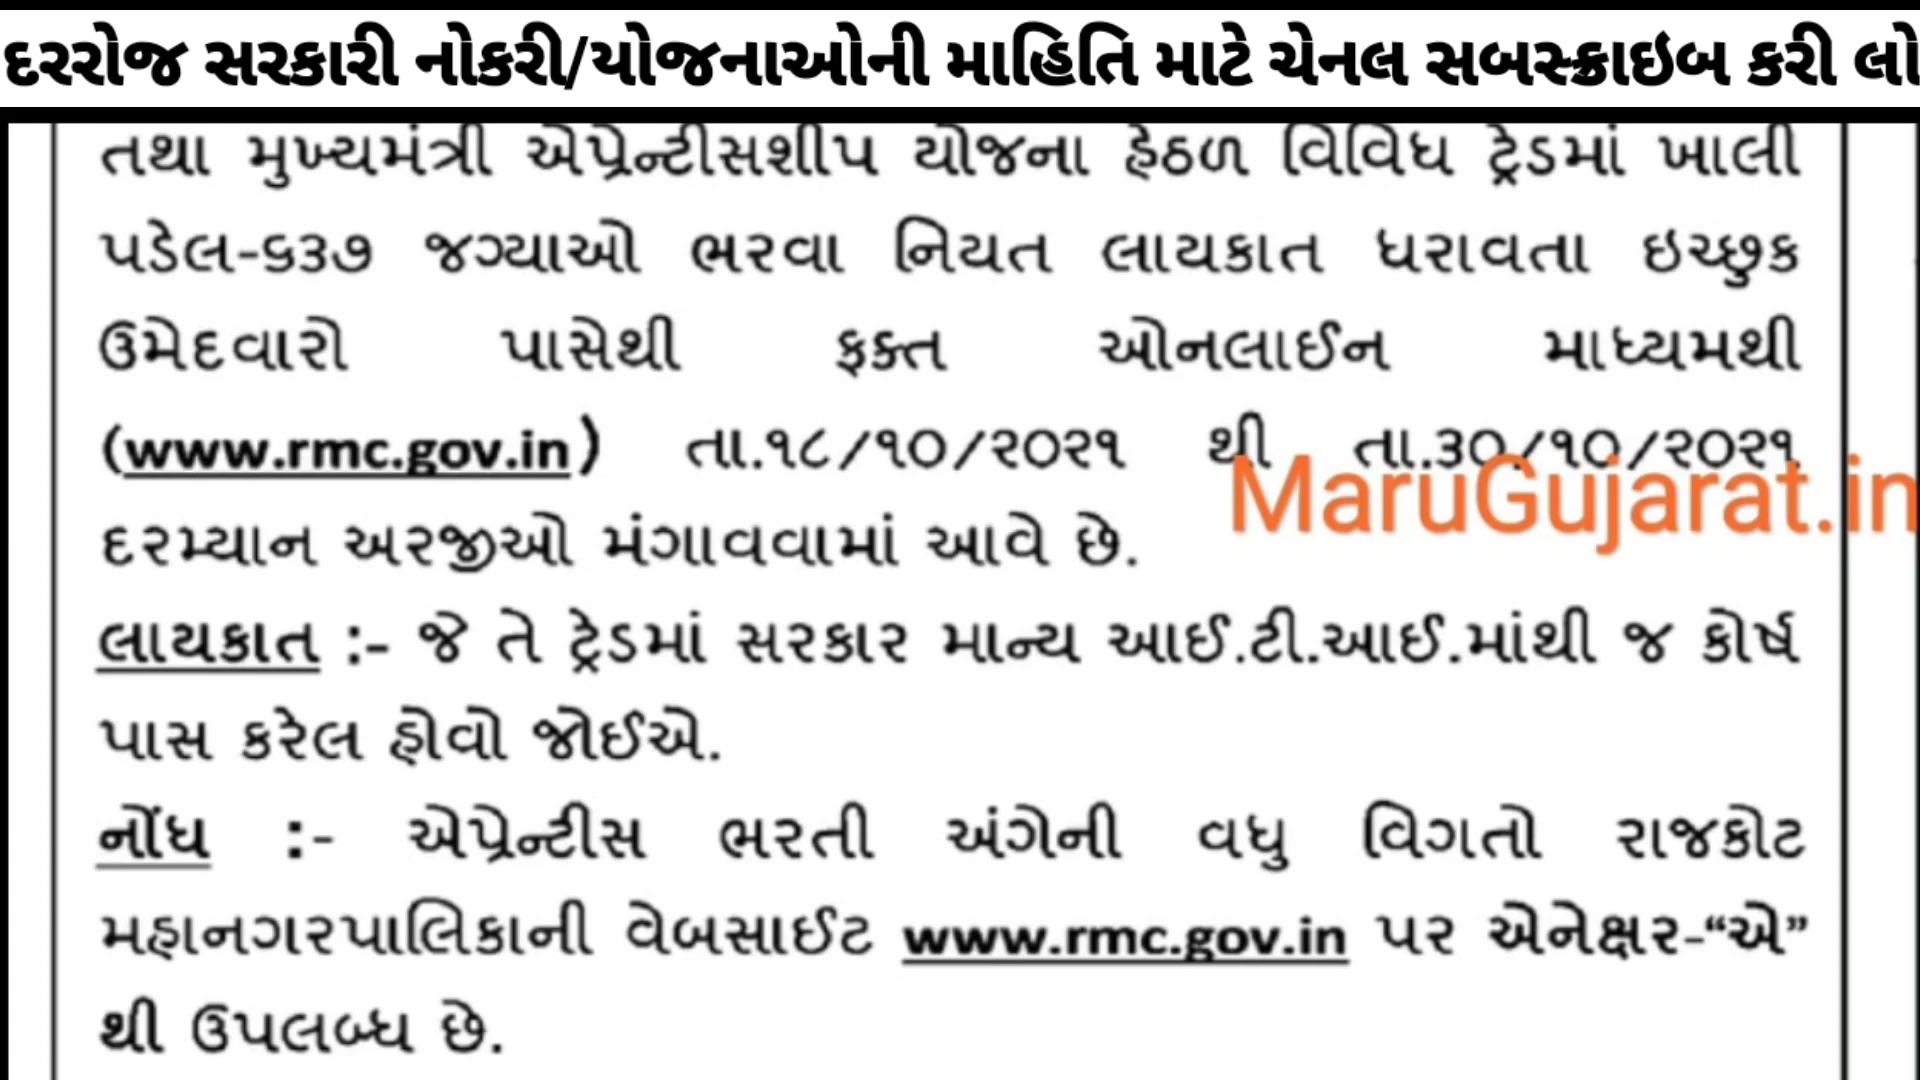 દરરોજ સરકારી નોકરી/યોજનાઓની માહિતિ માટે ચેનલ સબસ્ક્રાઇબ કરી લો
તથા મુખ્યમંત્રી એપ્રેન્ટીસશીપ યોજના હેઠળ વિવિધ ટ્રેડમાં ખાલી
પડેલ-૬૩૭ જગ્યાઓ ભરવા નિયત લાયકાત ધરાવતા ઇચ્છુક
ઉમેદવારો પાસેથી ફક્ત ઓનલાઈન માધ્યમથી
(www.rmc.gov.in) તા.૧૮/૧૦/૨૦૨૧ થી તા.૩૦/૧૦/૨૦૨૧
MaruGujarat.in
દરમ્યાન અરજીઓ મંગાવવામાં આવે છે.
લાયકાત :- જે તે ટ્રેડમાં સરકાર માન્ય આઈ.ટી.આઈ.માંથી જ કોર્ષ
પાસ કરેલ હોવો જોઈએ.
નોંધ :- એપ્રેન્ટીસ ભરતી અંગેની વધુ વિગતો રાજકોટ
મહાનગરપાલિકાની વેબસાઈટ www.rmc.gov.in પર એનેક્ષર-“એ”
થી ઉપલબ્ધ છે.